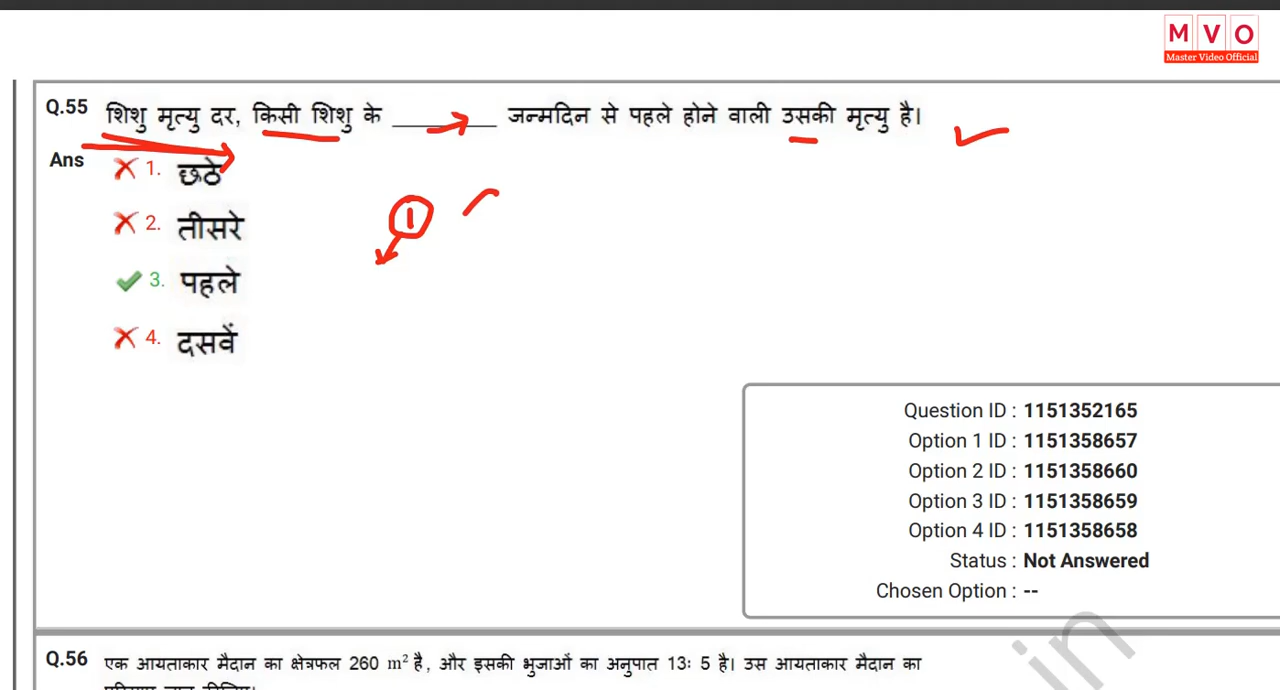 M V O
Master Video Official
Q.55 शिशु मृत्यु दर, किसी शिशु के ________ जन्मदिन से पहले होने वाली उसकी मृत्यु है।
Ans 1. छठे
2. तीसरे
1
3. पहले
4. दसवें
Question ID : 1151352165
Option 1 ID : 1151358657
Option 2 ID : 1151358660
Option 3 ID : 1151358659
Option 4 ID : 1151358658
Status : Not Answered
Chosen Option : --
in
Q.56 एक आयताकार मैदान का क्षेत्रफल 260 m² है, और इसकी भुजाओं का अनुपात 13: 5 है। उस आयताकार मैदान का